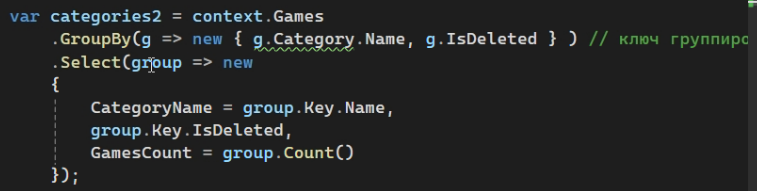 var categories2 = context.Games
.GroupBy(g => new { g.Category.Name, g.IsDeleted } ) // ключ группиро
.Select(group => new
{
CategoryName = group.Key.Name,
group.Key.IsDeleted,
GamesCount = group.Count()
});